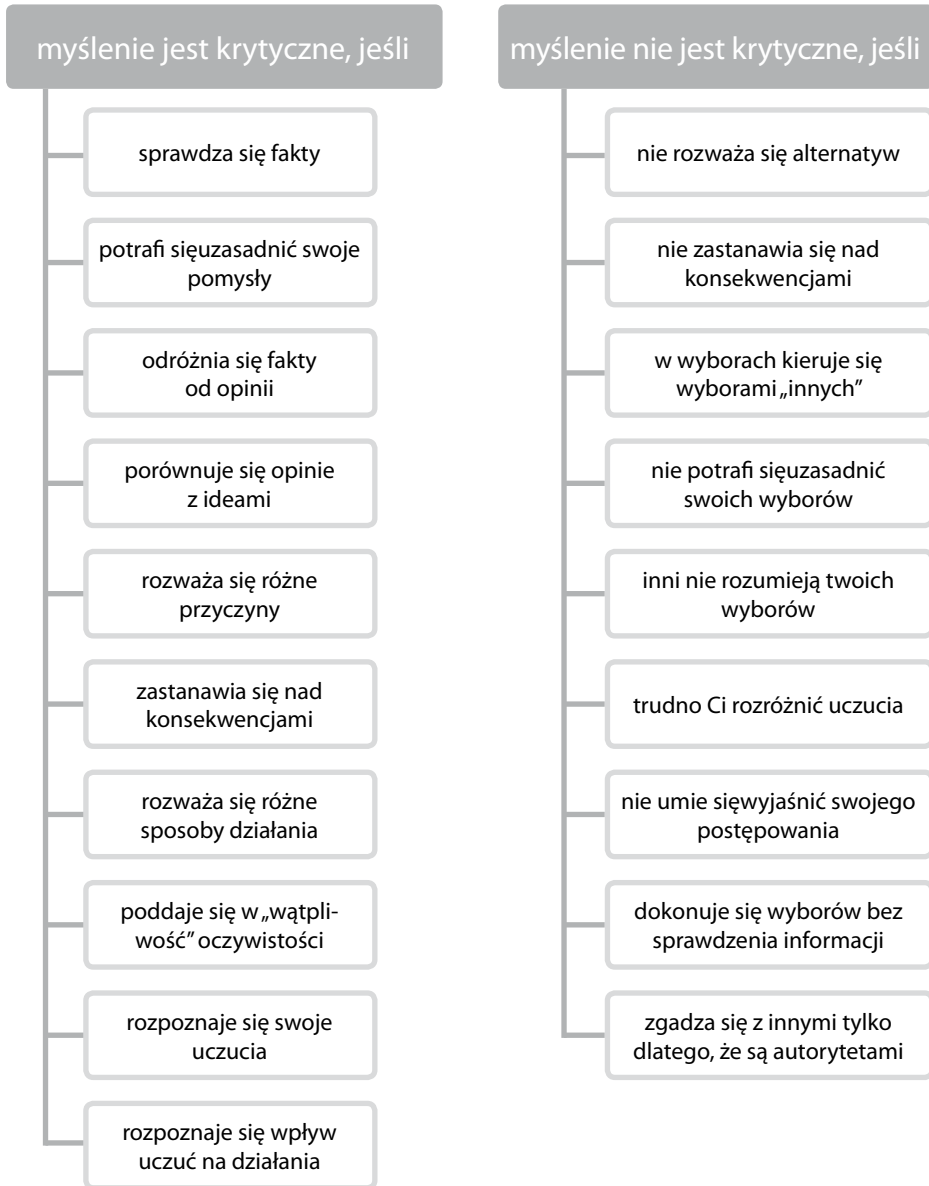 myślenie jest krytyczne, jeśli
sprawdza się fakty
potrafi sięuzasadnić swoje
pomysły
odróżnia się fakty
od opinii
porównuje się opinie
z ideami
rozważa się różne
przyczyny
zastanawia się nad
konsekwencjami
rozważa się różne
sposoby działania
poddaje się w „wątpli-
wość” oczywistości
rozpoznaje się swoje
uczucia
rozpoznaje się wpływ
uczuć na działania
myślenie nie jest krytyczne, jeśli
nie rozważa się alternatyw
nie zastanawia się nad
konsekwencjami
w wyborach kieruje się
wyborami „innych”
nie potrafi sięuzasadnić
swoich wyborów
inni nie rozumieją twoich
wyborów
trudno Ci rozróżnić uczucia
nie umie sięwyjaśnić swojego
postępowania
dokonuje się wyborów bez
sprawdzenia informacji
zgadza się z innymi tylko
dlatego, że są autorytetami